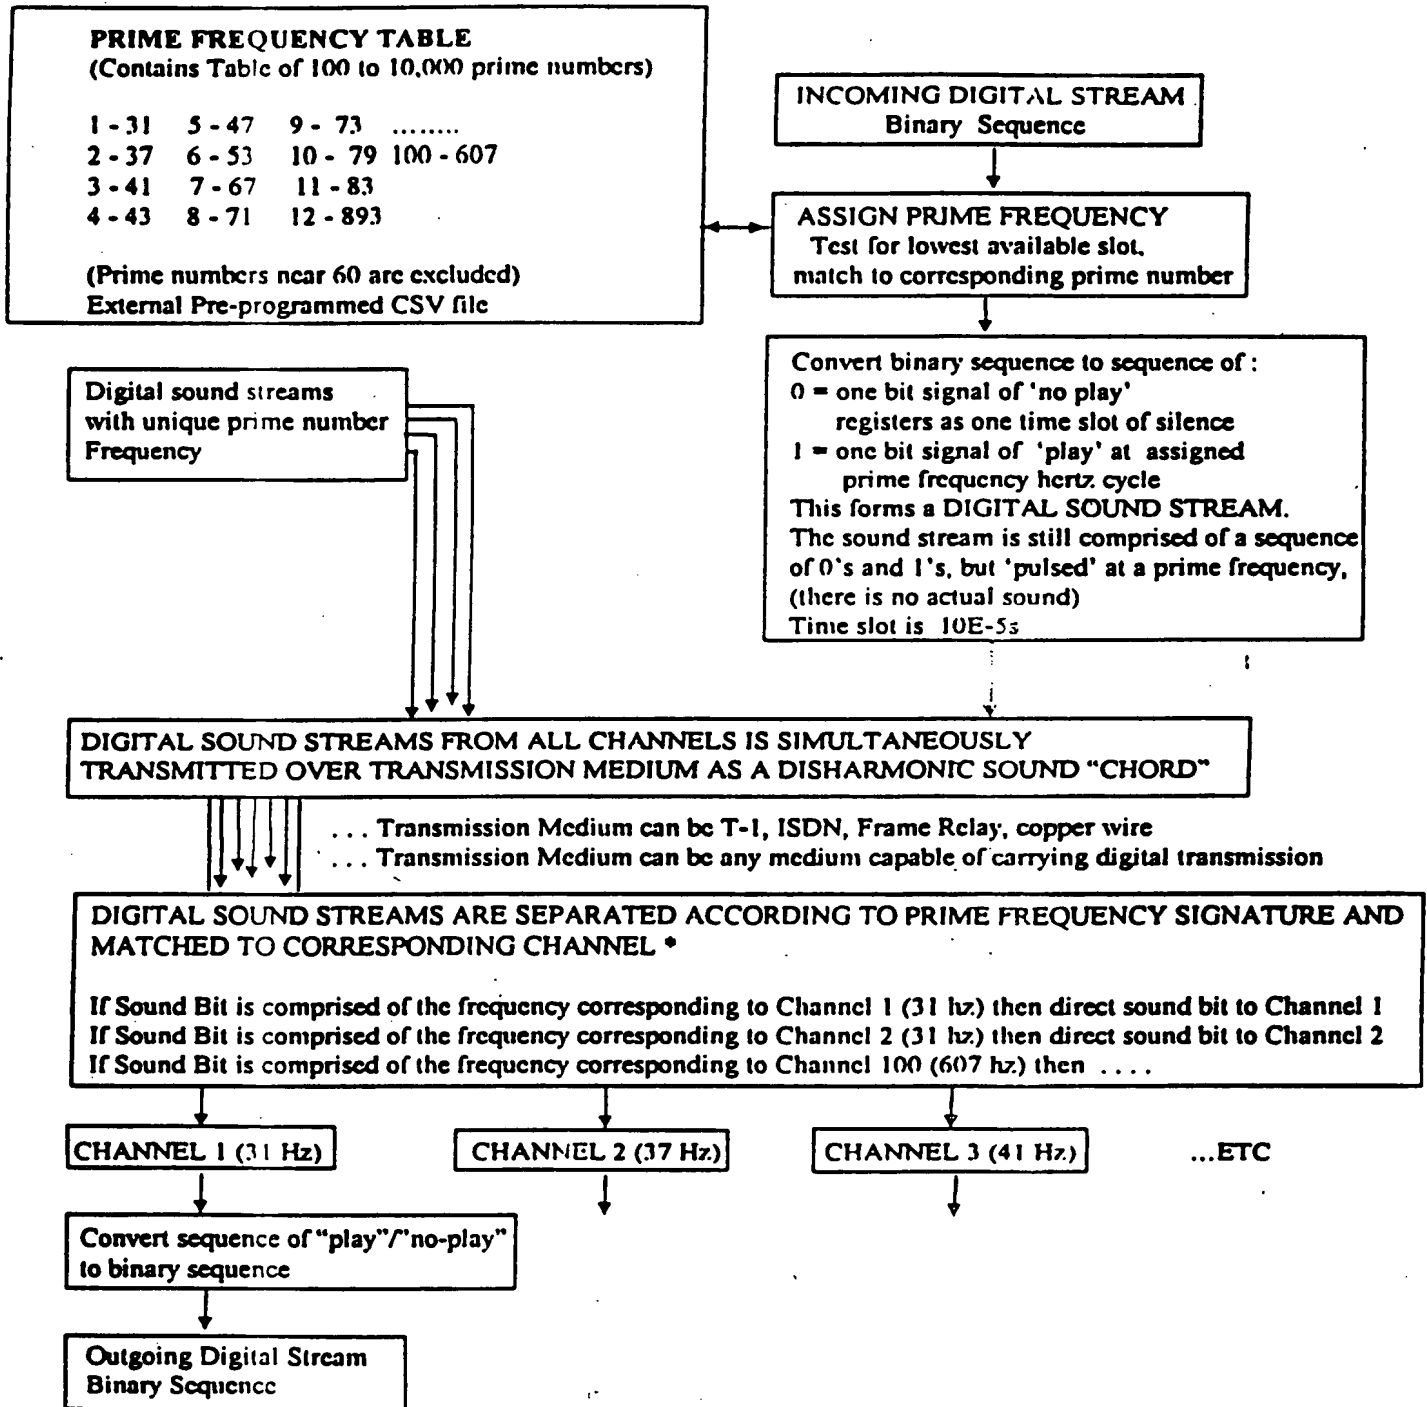 PRIME FREQUENCY TABLE
(Contains Table of 100 to 10,000 prime numbers)
1 - 31 5 - 47 9 - 73 ........
2 - 37 6 - 53 10 - 79 100 - 607
3 - 41 7 - 67 11 - 83
4 - 43 8 - 71 12 - 893
(Prime numbers near 60 are excluded)
External Pre-programmed CSV file
INCOMING DIGITAL STREAM
Binary Sequence
ASSIGN PRIME FREQUENCY
Test for lowest available slot.
match to corresponding prime number
Convert binary sequence to sequence of :
0 = one bit signal of 'no play'
registers as one time slot of silence
1 = one bit signal of 'play' at assigned
prime frequency hertz cycle
This forms a DIGITAL SOUND STREAM.
The sound stream is still comprised of a sequence
of 0's and 1's, but 'pulsed' at a prime frequency,
(there is no actual sound)
Time slot is 10E-5s
Digital sound streams
with unique prime number
Frequency
DIGITAL SOUND STREAMS FROM ALL CHANNELS IS SIMULTANEOUSLY
TRANSMITTED OVER TRANSMISSION MEDIUM AS A DISHARMONIC SOUND "CHORD"
... Transmission Medium can be T-1, ISDN, Frame Relay, copper wire
... Transmission Medium can be any medium capable of carrying digital transmission
DIGITAL SOUND STREAMS ARE SEPARATED ACCORDING TO PRIME FREQUENCY SIGNATURE AND
MATCHED TO CORRESPONDING CHANNEL *
If Sound Bit is comprised of the frequency corresponding to Channel 1 (31 hz.) then direct sound bit to Channel 1
If Sound Bit is comprised of the frequency corresponding to Channel 2 (31 hz.) then direct sound bit to Channel 2
If Sound Bit is comprised of the frequency corresponding to Channel 100 (607 hz.) then ....
CHANNEL 1 (31 Hz)
CHANNEL 2 (37 Hz.)
CHANNEL 3 (41 Hz.)
...ETC
Convert sequence of "play"/"no-play"
to binary sequence
Outgoing Digital Stream
Binary Sequence